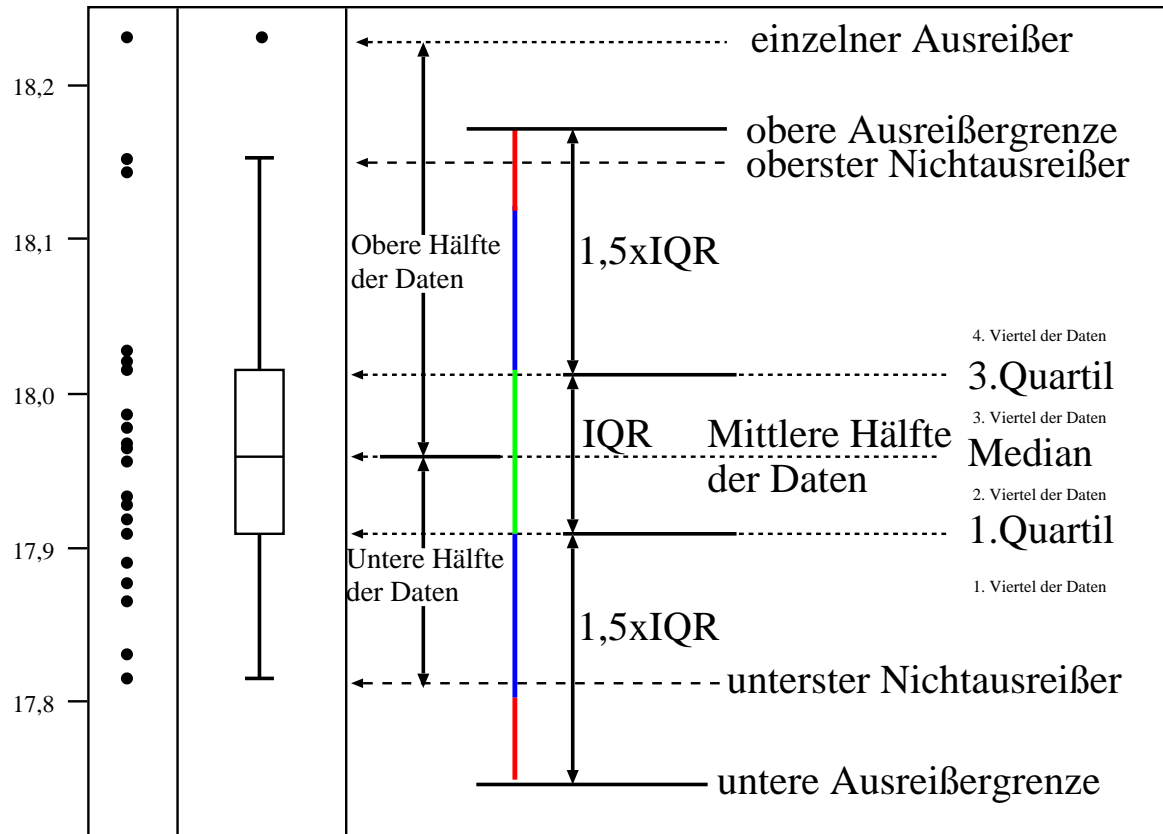 einzelner Ausreißer
18,2
obere Ausreißergrenze
oberster Nichtausreißer
18,1
Obere Hälfte
der Daten
1,5xIQR
4. Viertel der Daten
3.Quartil
18,0
3. Viertel der Daten
IQR
Mittlere Hälfte
der Daten
Median
2. Viertel der Daten
1.Quartil
17,9
Untere Hälfte
der Daten
1. Viertel der Daten
1,5xIQR
unterster Nichtausreißer
17,8
untere Ausreißergrenze